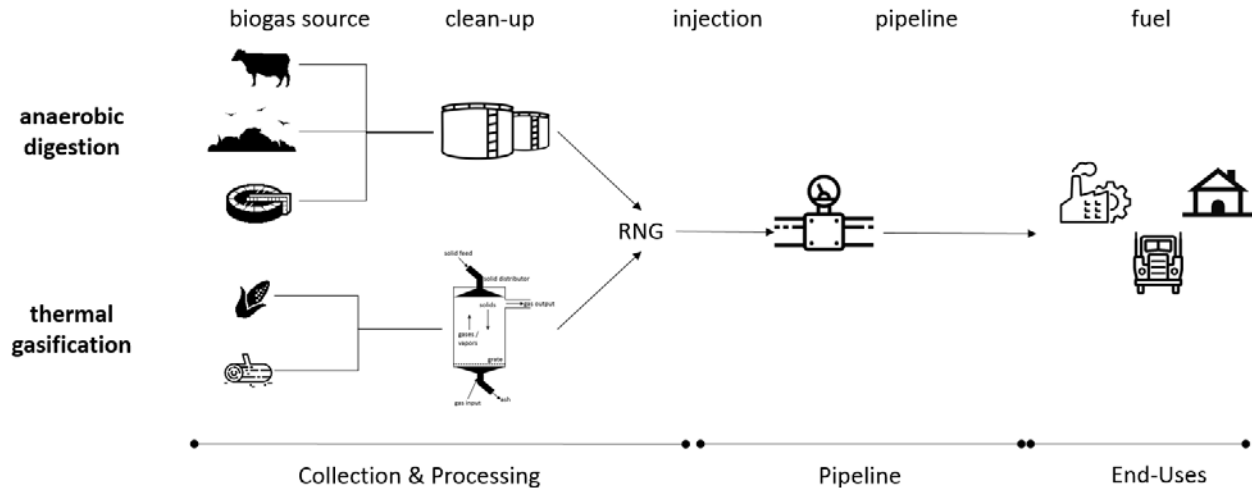 biogas source
clean-up
injection
pipeline
fuel
anaerobic
digestion
RNG
thermal
gasification
solid feed
solid distributor
solids
gas output
gases /
vapors
grate
gas input
ash
Collection & Processing
Pipeline
End-Uses